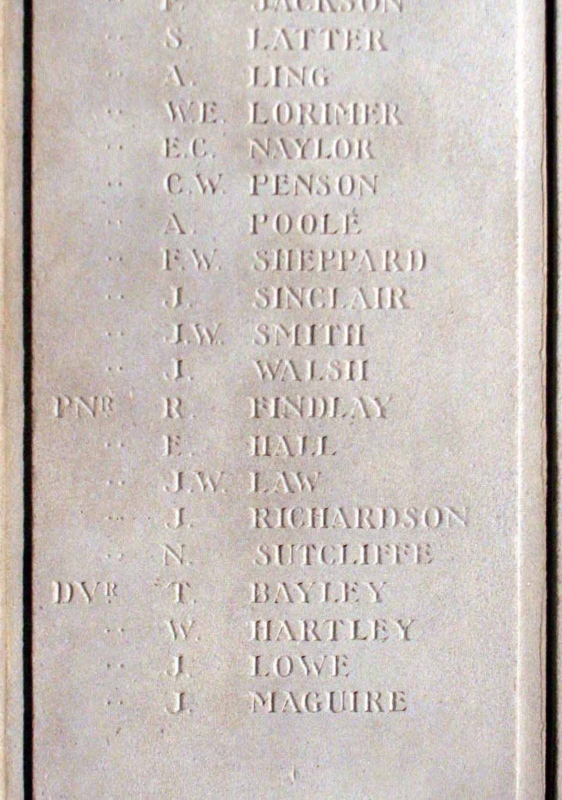 .. F. JACKSON
.. S. LATTER
.. A. LING
.. W.E. LORIMER
.. E.C. NAYLOR
.. C.W. PENSON
.. A. POOLE
.. F.W. SHEPPARD
.. J. SINCLAIR
.. J.W. SMITH
.. J. WALSH
PNR R. FINDLAY
.. E. HALL
.. J.W. LAW
.. J. RICHARDSON
.. N. SUTCLIFFE
DVR T. BAYLEY
.. W. HARTLEY
.. J. LOWE
.. J. MAGUIRE